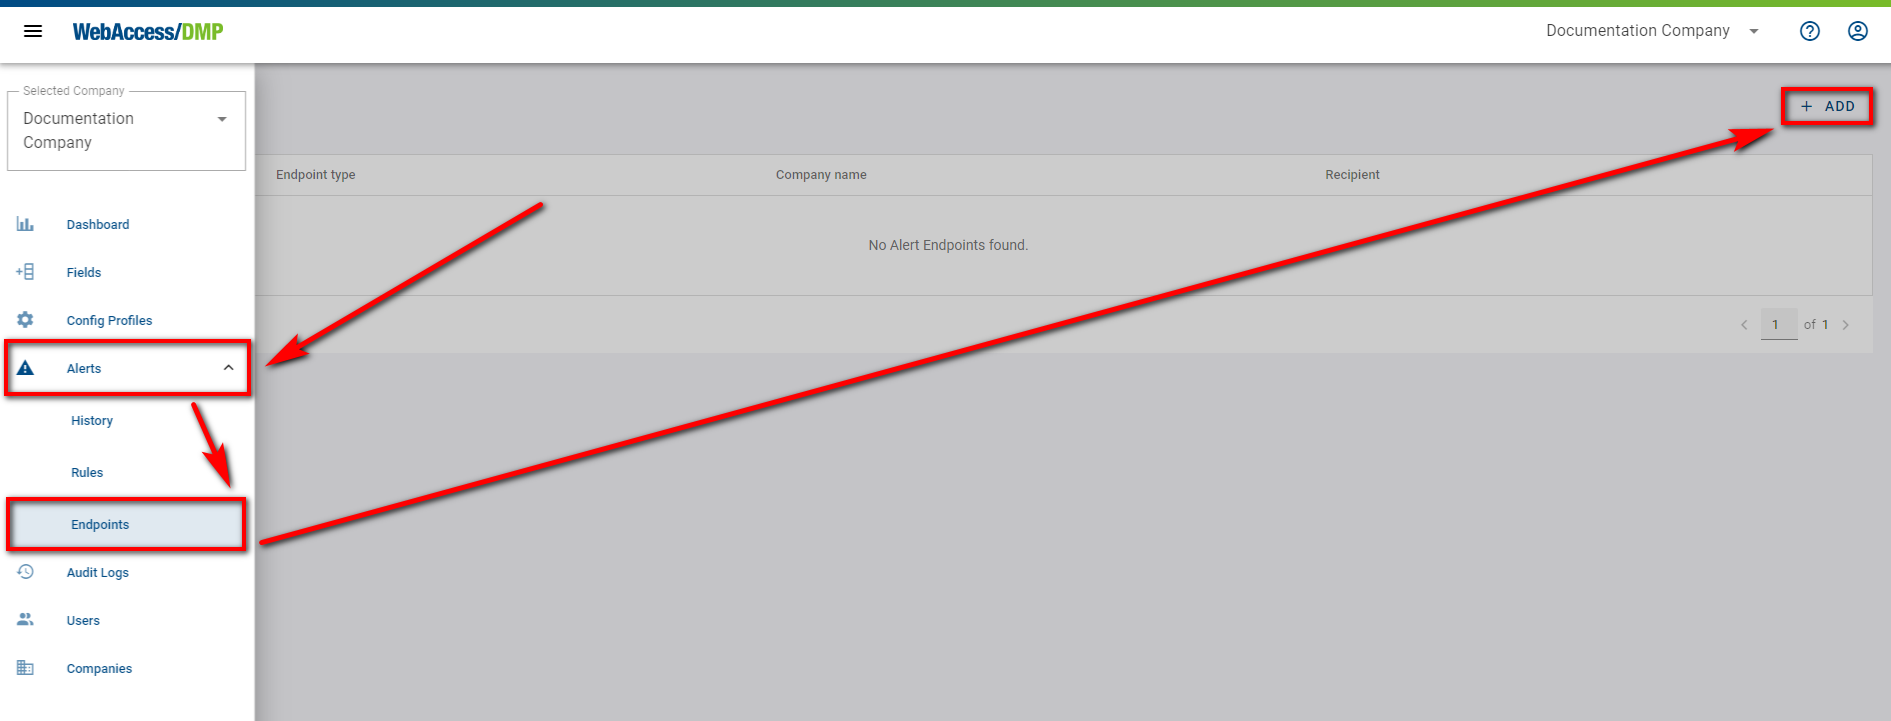 WebAccess/DMP
Documentation Company
Selected Company
Documentation
Company
+ ADD
Endpoint type
Company name
Recipient
No Alert Endpoints found.
1 of 1
Dashboard
Fields
Config Profiles
Alerts
History
Rules
Endpoints
Audit Logs
Users
Companies